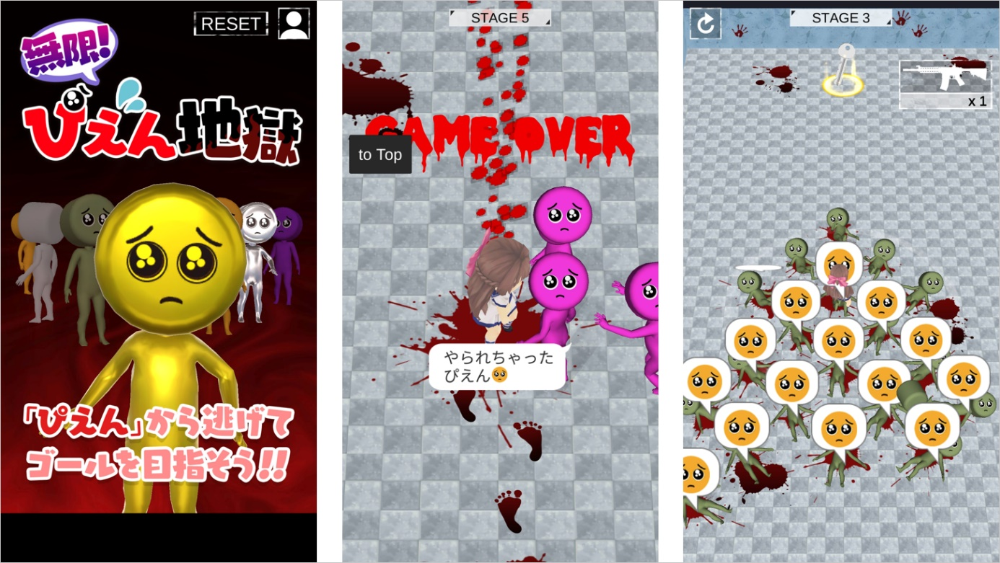 RESET
無限!
ぴえん地獄
「ぴえん」から逃げて
ゴールを目指そう!!
STAGE 5
GAME OVER
to Top
やられちゃった
ぴえん🥺
STAGE 3
x 1